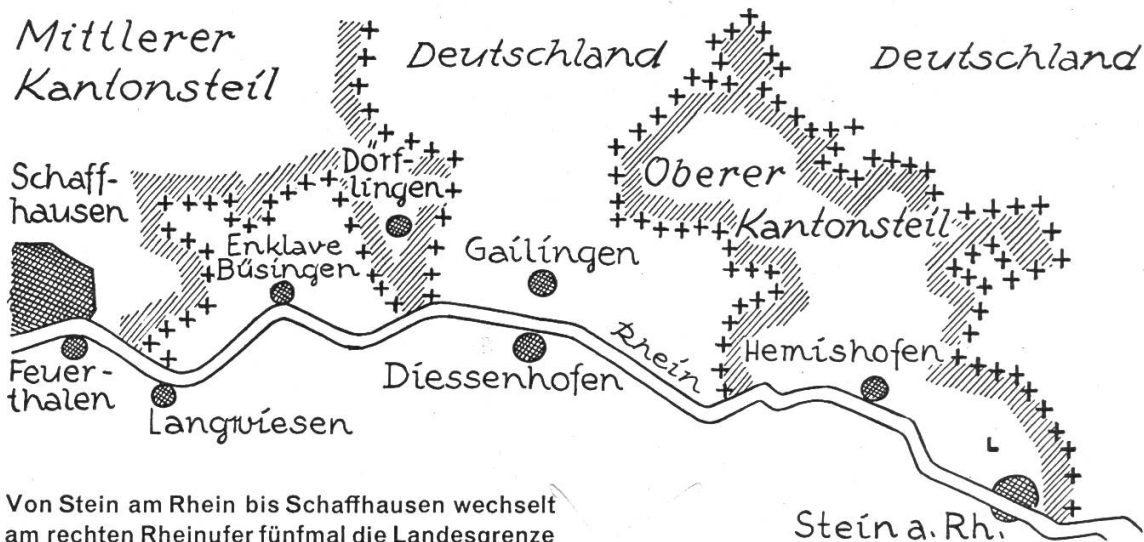 Mittlerer
Kantonsteil
Deutschland
Deutschland
Schaff-
hausen
Dörf-
lingen
Oberer
Kantonsteil
Enklave
Büsingen
Gailingen
Rhein
Hemishofen
Feuer-
thalen
Langwiesen
Diessenhofen
L
Stein a. Rh.
Von Stein am Rhein bis Schaffhausen wechselt
am rechten Rheinufer fünfmal die Landesgrenze